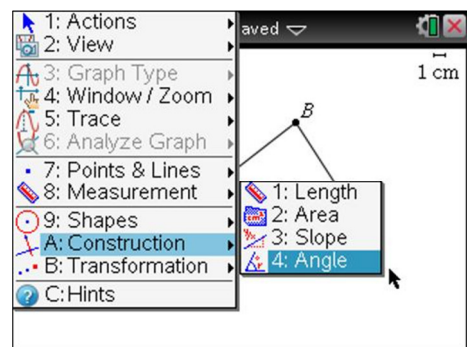 1: Actions
aved
2: View
1 cm
3: Graph Type
4: Window / Zoom
5: Trace
B
6: Analyze Graph
7: Points & Lines
8: Measurement
1: Length
2: Area
9: Shapes
3: Slope
A: Construction
4: Angle
B: Transformation
C: Hints